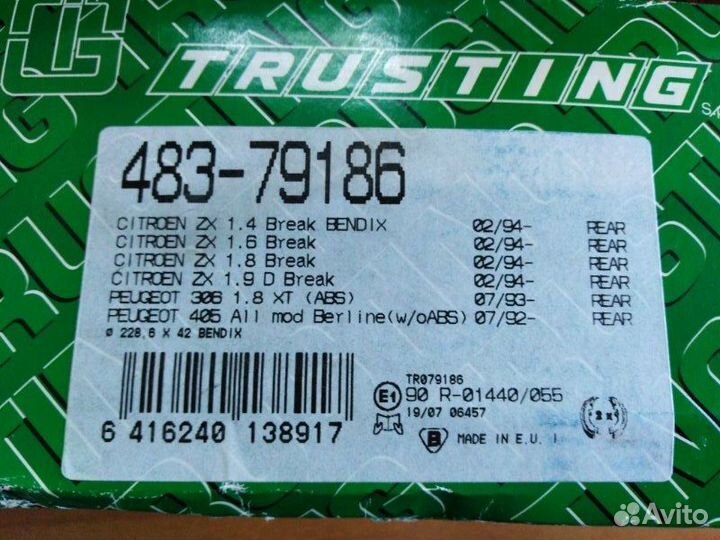 TRUSTING
483-79186
CITROEN ZX 1.4 Break BENDIX 02/94- REAR
CITROEN ZX 1.6 Break 02/94- REAR
CITROEN ZX 1.8 Break 02/94- REAR
CITROEN ZX 1.9 D Break 02/94- REAR
PEUGEOT 306 1.8 XT (ABS) 07/93- REAR
PEUGEOT 405 All mod Berline(w/oABS) 07/92- REAR
ø 228,6 X 42 BENDIX
TR079186
E1 90 R-01440/055
19/07 06457
B MADE IN E.U. I
2 x
6 416240 138917
Avito